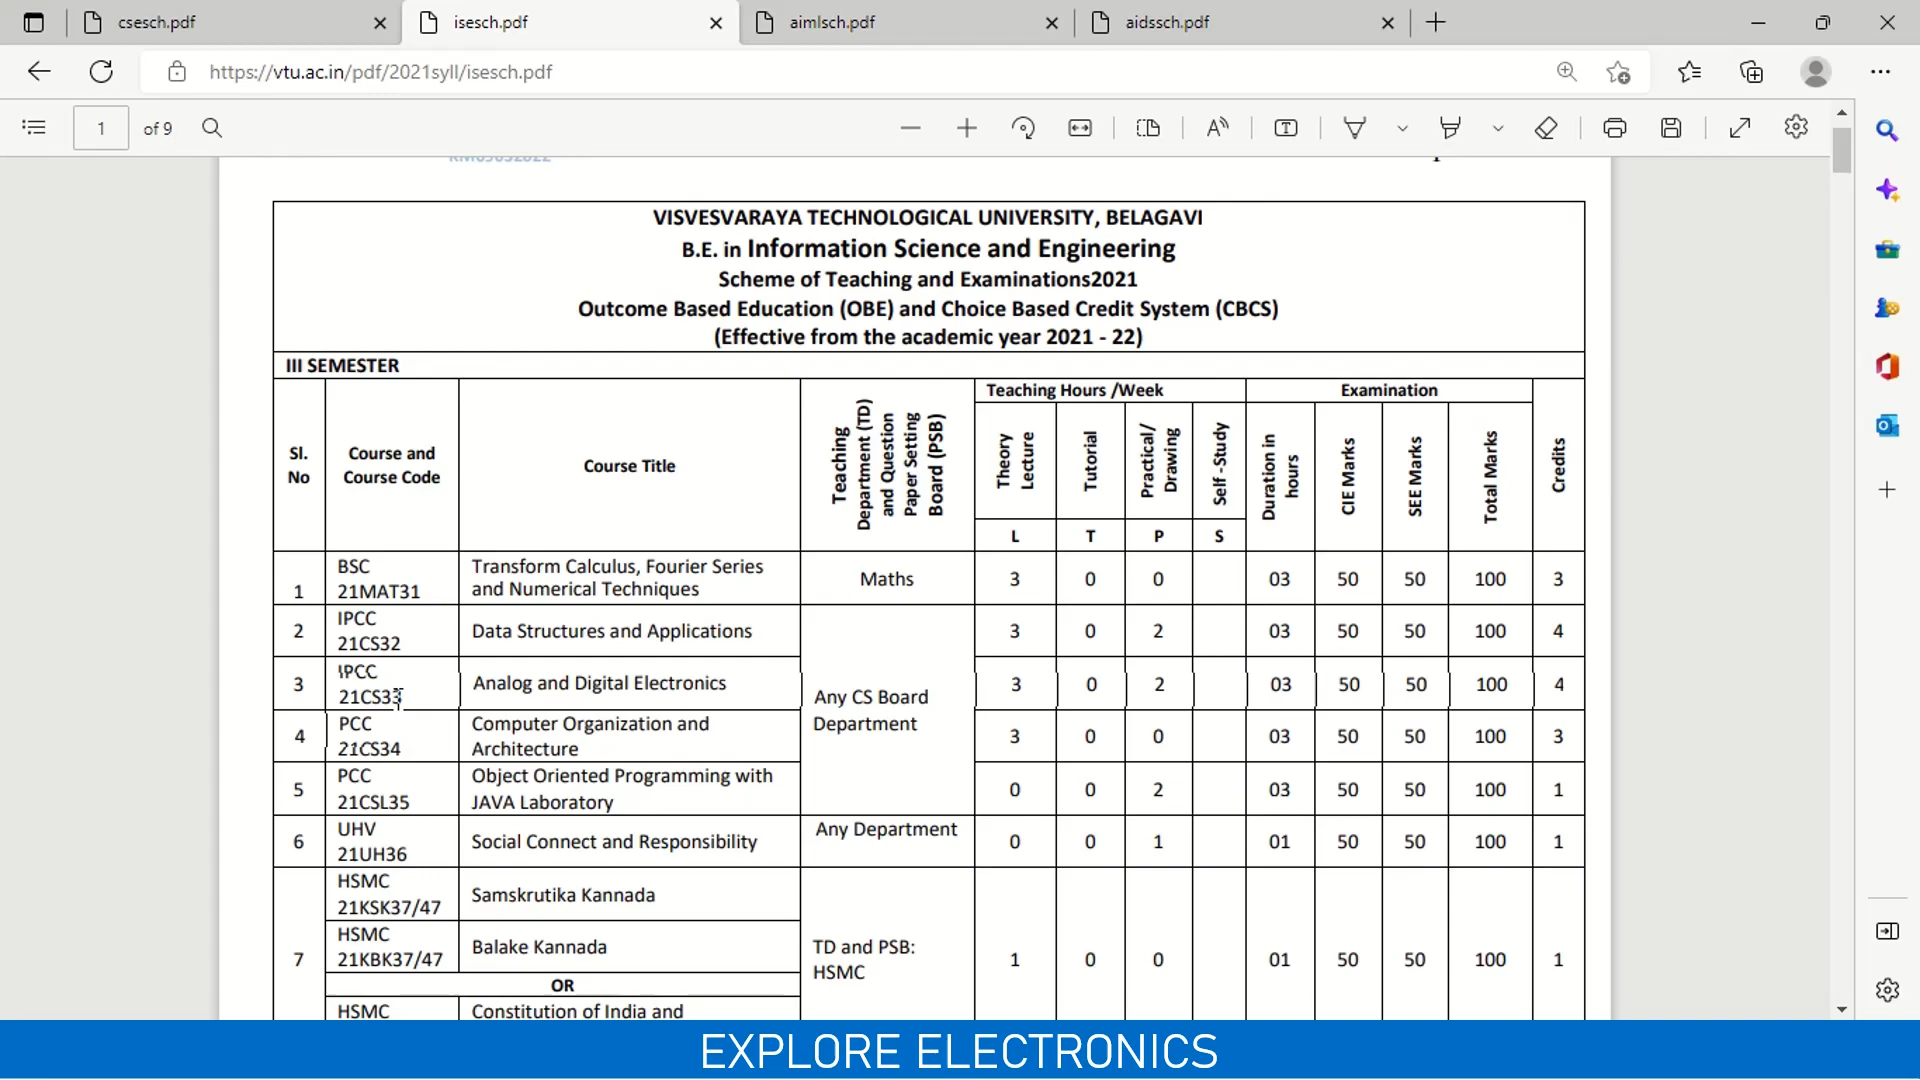 csesch.pdf
isesch.pdf
aimlsch.pdf
aidssch.pdf
https://vtu.ac.in/pdf/2021syll/isesch.pdf
1 of 9
VISVESVARAYA TECHNOLOGICAL UNIVERSITY, BELAGAVI
B.E. in Information Science and Engineering
Scheme of Teaching and Examinations2021
Outcome Based Education (OBE) and Choice Based Credit System (CBCS)
(Effective from the academic year 2021 - 22)
III SEMESTER
Sl. No
Course and Course Code
Course Title
Teaching Department (TD) and Question Paper Setting Board (PSB)
Teaching Hours /Week
Examination
Theory Lecture
Tutorial
Practical/ Drawing
Self -Study
Duration in hours
CIE Marks
SEE Marks
Total Marks
Credits
L T P S
1 BSC 21MAT31 Transform Calculus, Fourier Series and Numerical Techniques Maths 3 0 0 03 50 50 100 3
2 IPCC 21CS32 Data Structures and Applications 3 0 2 03 50 50 100 4
Any CS Board Department
3 IPCC 21CS33 Analog and Digital Electronics 3 0 2 03 50 50 100 4
4 PCC 21CS34 Computer Organization and Architecture 3 0 0 03 50 50 100 3
5 PCC 21CSL35 Object Oriented Programming with JAVA Laboratory 0 0 2 03 50 50 100 1
6 UHV 21UH36 Social Connect and Responsibility Any Department 0 0 1 01 50 50 100 1
7 HSMC 21KSK37/47 Samskrutika Kannada
HSMC 21KBK37/47 Balake Kannada
TD and PSB: HSMC 1 0 0 01 50 50 100 1
OR
HSMC Constitution of India and
EXPLORE ELECTRONICS